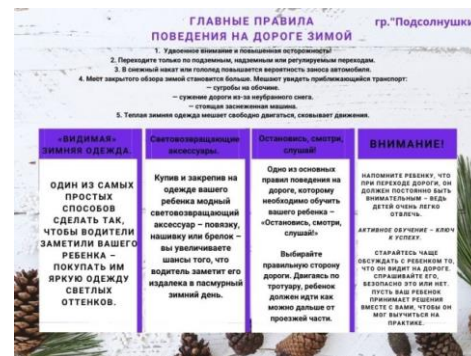 ГЛАВНЫЕ ПРАВИЛА
ПОВЕДЕНИЯ НА ДОРОГЕ ЗИМОЙ
гр."Подсолнушки
1. Удвоенное внимание и повышенная осторожность!
2. Переходите только по подземным, надземным или регулируемым переходам.
3. В снежный накат или гололед повышается вероятность заноса автомобиля.
4. Мест закрытого обзора зимой становится больше. Мешают увидеть приближающийся транспорт:
– сугробы на обочине.
– сужение дороги из-за неубранного снега.
– стоящая заснеженная машина.
5. Теплая зимняя одежда мешает свободно двигаться, сковывает движения.
«ВИДИМАЯ»
ЗИМНЯЯ ОДЕЖДА.
ОДИН ИЗ САМЫХ
ПРОСТЫХ
СПОСОБОВ
СДЕЛАТЬ ТАК,
ЧТОБЫ ВОДИТЕЛИ
ЗАМЕТИЛИ ВАШЕГО
РЕБЕНКА –
ПОКУПАТЬ ИМ
ЯРКУЮ ОДЕЖДУ
СВЕТЛЫХ
ОТТЕНКОВ.
Световозвращающие
аксессуары.
Купив и закрепив на
одежде вашего
ребенка модный
световозвращающий
аксессуар – повязку,
нашивку или брелок –
вы увеличиваете
шансы того, что
водитель заметит его
издалека в пасмурный
зимний день.
Остановись, смотри,
слушай!
Одно из основных
правил поведения на
дороге, которому
необходимо обучить
вашего ребенка –
«Остановись, смотри,
слушай!»
Выбирайте
правильную сторону
дороги. Двигаясь по
тротуару, ребенок
должен идти как
можно дальше от
проезжей части.
ВНИМАНИЕ!
НАПОМНИТЕ РЕБЕНКУ, ЧТО
ПРИ ПЕРЕХОДЕ ДОРОГИ, ОН
ДОЛЖЕН ПОСТОЯННО БЫТЬ
ВНИМАТЕЛЬНЫМ – ВЕДЬ
ДЕТЕЙ ОЧЕНЬ ЛЕГКО
ОТВЛЕЧЬ.
АКТИВНОЕ ОБУЧЕНИЕ – КЛЮЧ
К УСПЕХУ.
СТАРАЙТЕСЬ ЧАЩЕ
ОБСУЖДАТЬ С РЕБЕНКОМ ТО,
ЧТО ОН ВИДИТ НА ДОРОГЕ.
СПРАШИВАЙТЕ ЕГО,
БЕЗОПАСНО ЭТО ИЛИ НЕТ.
ПУСТЬ ВАШ РЕБЕНОК
ПРИНИМАЕТ РЕШЕНИЯ
ВМЕСТЕ С ВАМИ, ЧТОБЫ ОН
МОГ ВЫУЧИТЬСЯ НА
ПРАКТИКЕ.